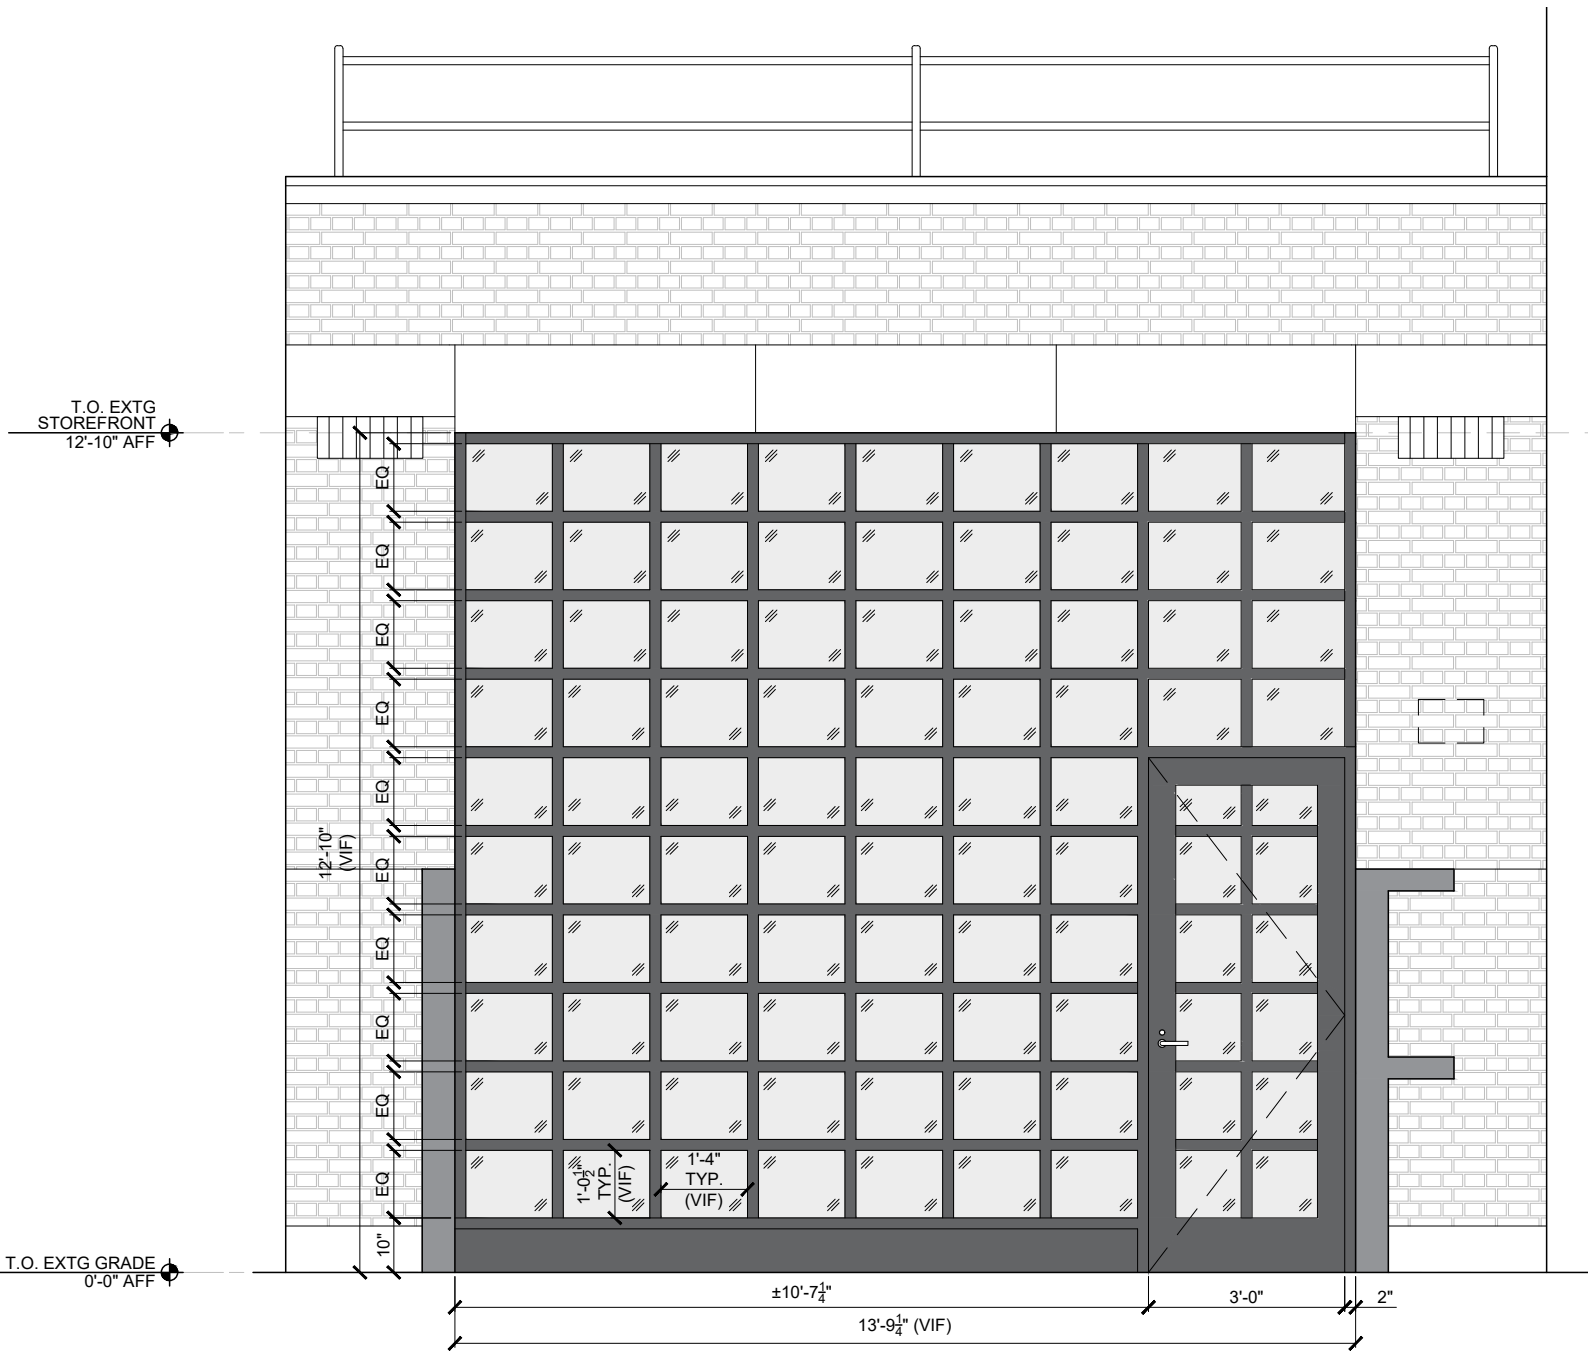 T.O. EXTG
STOREFRONT
12'-10" AFF
EQ
EQ
EQ
EQ
EQ
12'-10"
(VIF)
EQ
EQ
EQ
EQ
EQ
1'-0½"
TYP.
(VIF)
1'-4"
TYP.
(VIF)
10"
T.O. EXTG GRADE
0'-0" AFF
±10'-7¼"
3'-0"
2"
13'-9¼" (VIF)